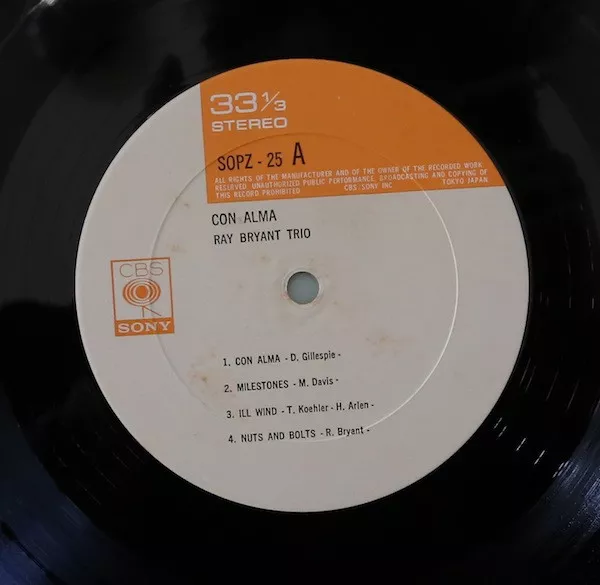 33 1/3
STEREO
SOPZ - 25 A
ALL RIGHTS OF THE MANUFACTURER AND OF THE OWNER OF THE RECORDED WORK
RESERVED. UNAUTHORIZED PUBLIC PERFORMANCE, BROADCASTING AND COPYING OF
THIS RECORD PROHIBITED CBS:SONY INC TOKYO JAPAN
CON ALMA
RAY BRYANT TRIO
CBS
SONY
1. CON ALMA - D. Gillespie -
2. MILESTONES - M. Davis -
3. ILL WIND - T. Koehler - H. Arlen -
4. NUTS AND BOLTS - R. Bryant -